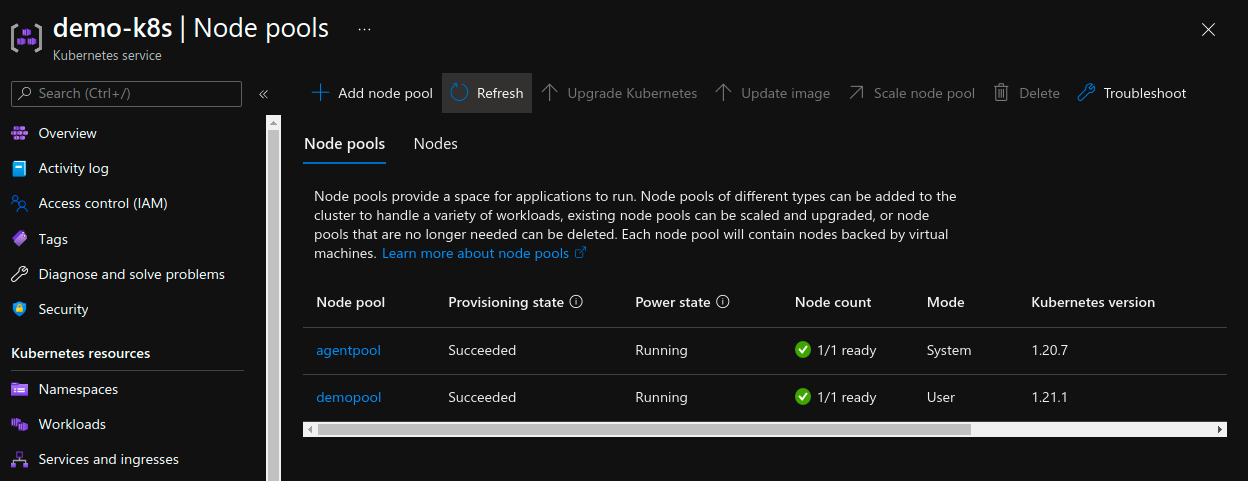 demo-k8s | Node pools ...
Kubernetes service
Search (Ctrl+/)
«
Overview
Activity log
Access control (IAM)
Tags
Diagnose and solve problems
Security
Kubernetes resources
Namespaces
Workloads
Services and ingresses
Add node pool Refresh Upgrade Kubernetes Update image Scale node pool Delete Troubleshoot
Node pools Nodes
Node pools provide a space for applications to run. Node pools of different types can be added to the
cluster to handle a variety of workloads, existing node pools can be scaled and upgraded, or node
pools that are no longer needed can be deleted. Each node pool will contain nodes backed by virtual
machines. Learn more about node pools
Node pool Provisioning state Power state Node count Mode Kubernetes version
agentpool Succeeded Running 1/1 ready System 1.20.7
demopool Succeeded Running 1/1 ready User 1.21.1